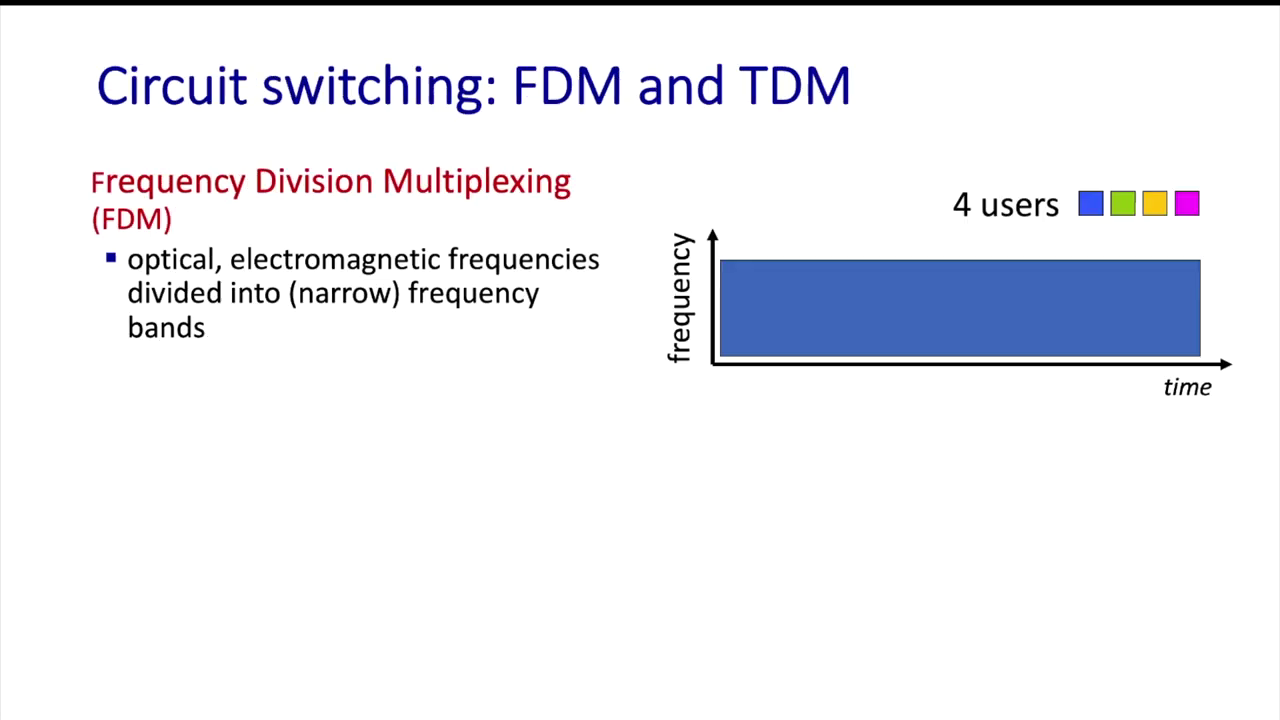 Circuit switching: FDM and TDM
Frequency Division Multiplexing
(FDM)
▪ optical, electromagnetic frequencies
divided into (narrow) frequency
bands
4 users
frequency
time